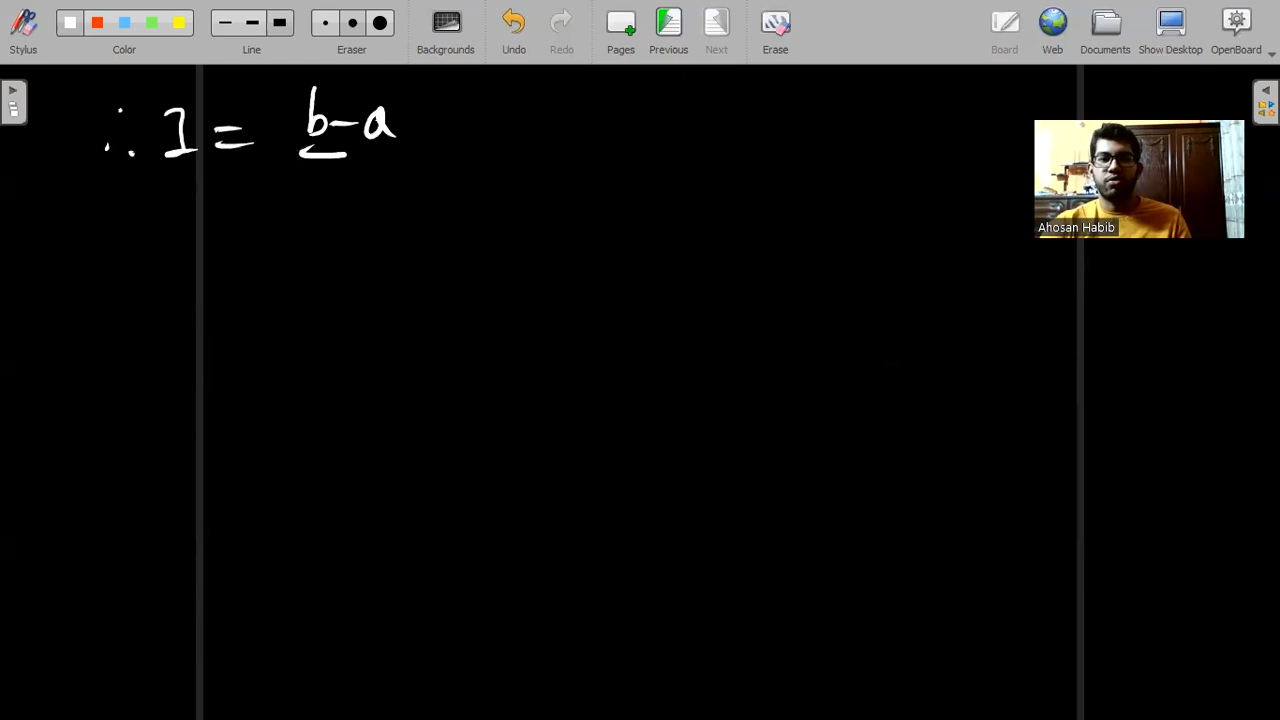 Stylus Color Line Eraser Backgrounds Undo Redo Pages Previous Next Erase Board Web Documents Show Desktop OpenBoard
∴ I = b-a
Ahosan Habib